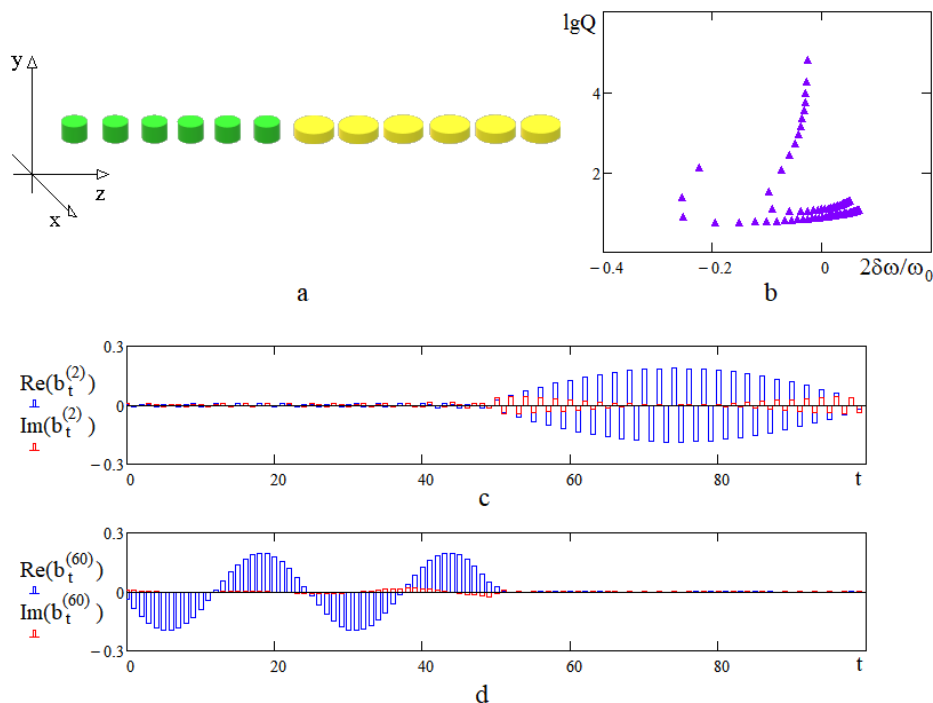 y
z
x
a
lgQ
4
2
−0.4
−0.2
0
2δω/ω₀
b
0.3
Re(b_t^(2))
0
Im(b_t^(2))
−0.3
0
20
40
60
80
t
c
0.3
Re(b_t^(60))
0
Im(b_t^(60))
−0.3
0
20
40
60
80
t
d